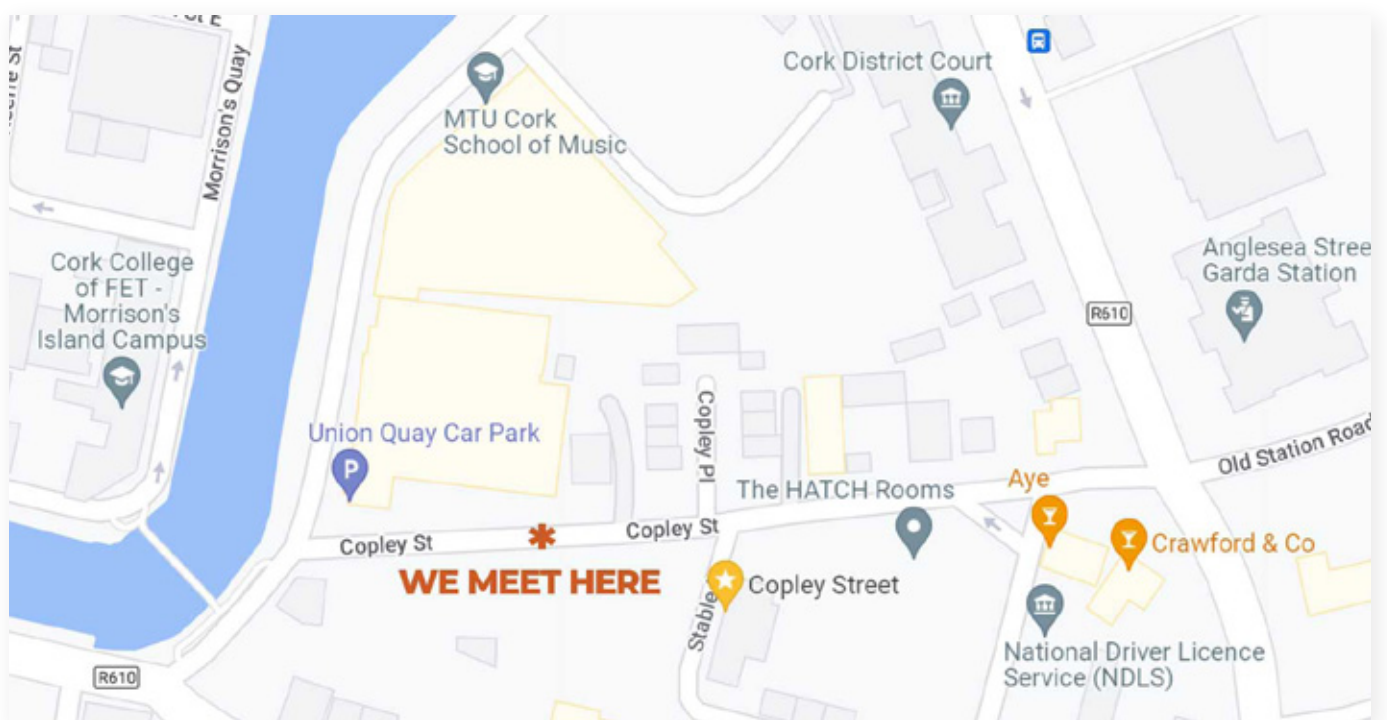 Morrison's Quay
Cork District Court
MTU Cork
School of Music
Cork College
of FET -
Morrison's
Island Campus
Anglesea Stree
Garda Station
R610
Union Quay Car Park
P
Copley Pl
Old Station Road
The HATCH Rooms
Aye
Copley St
Copley St
Crawford & Co
WE MEET HERE
Copley Street
Stable
National Driver Licence
Service (NDLS)
R610